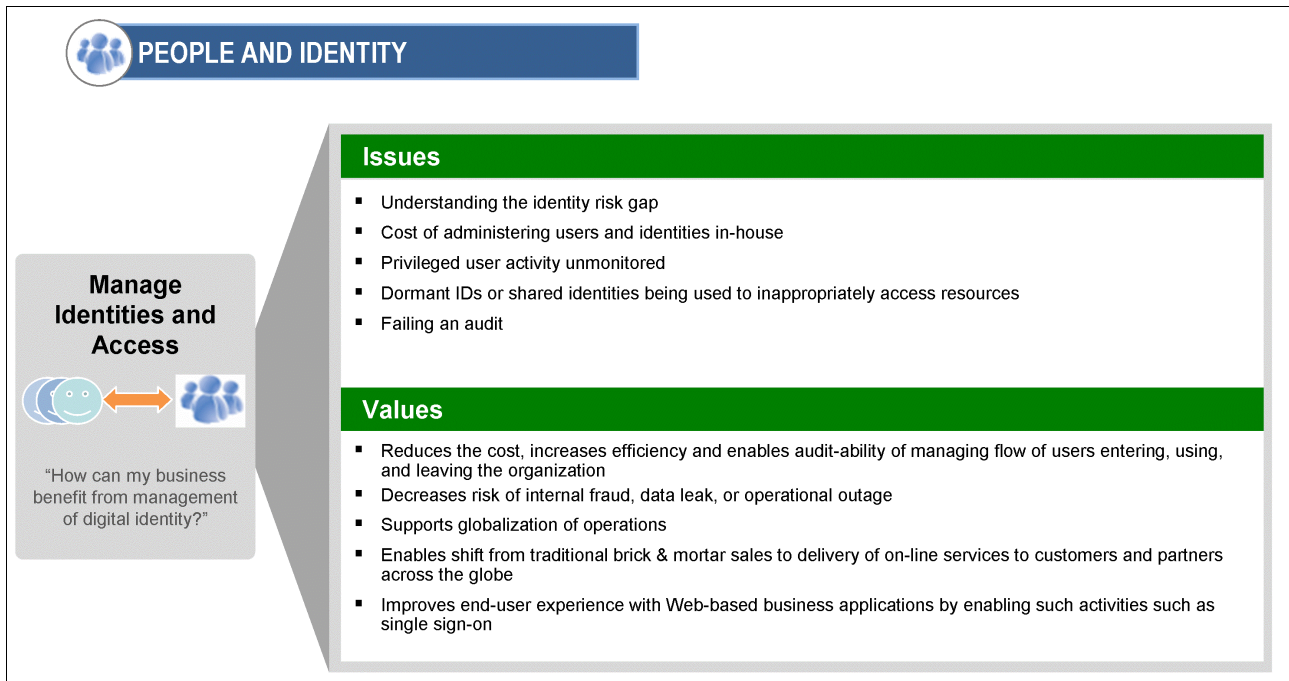 PEOPLE AND IDENTITY
Manage
Identities and
Access
“How can my business
benefit from management
of digital identity?”
Issues
▪ Understanding the identity risk gap
▪ Cost of administering users and identities in-house
▪ Privileged user activity unmonitored
▪ Dormant IDs or shared identities being used to inappropriately access resources
▪ Failing an audit
Values
▪ Reduces the cost, increases efficiency and enables audit-ability of managing flow of users entering, using,
and leaving the organization
▪ Decreases risk of internal fraud, data leak, or operational outage
▪ Supports globalization of operations
▪ Enables shift from traditional brick & mortar sales to delivery of on-line services to customers and partners
across the globe
▪ Improves end-user experience with Web-based business applications by enabling such activities such as
single sign-on